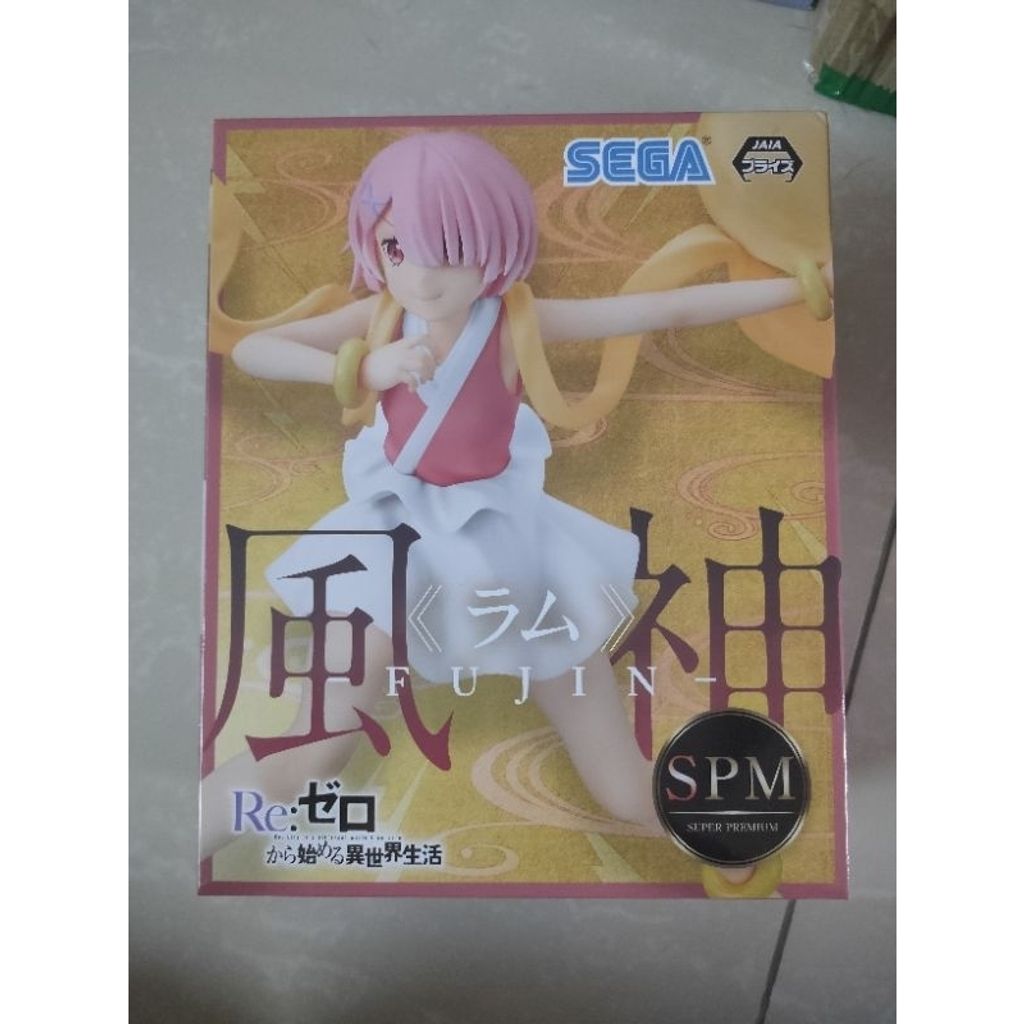 SEGA®
JAIA
プライズ
風神
《ラム》
-FUJIN-
SPM
SUPER PREMIUM
Re:ゼロ
から始める異世界生活